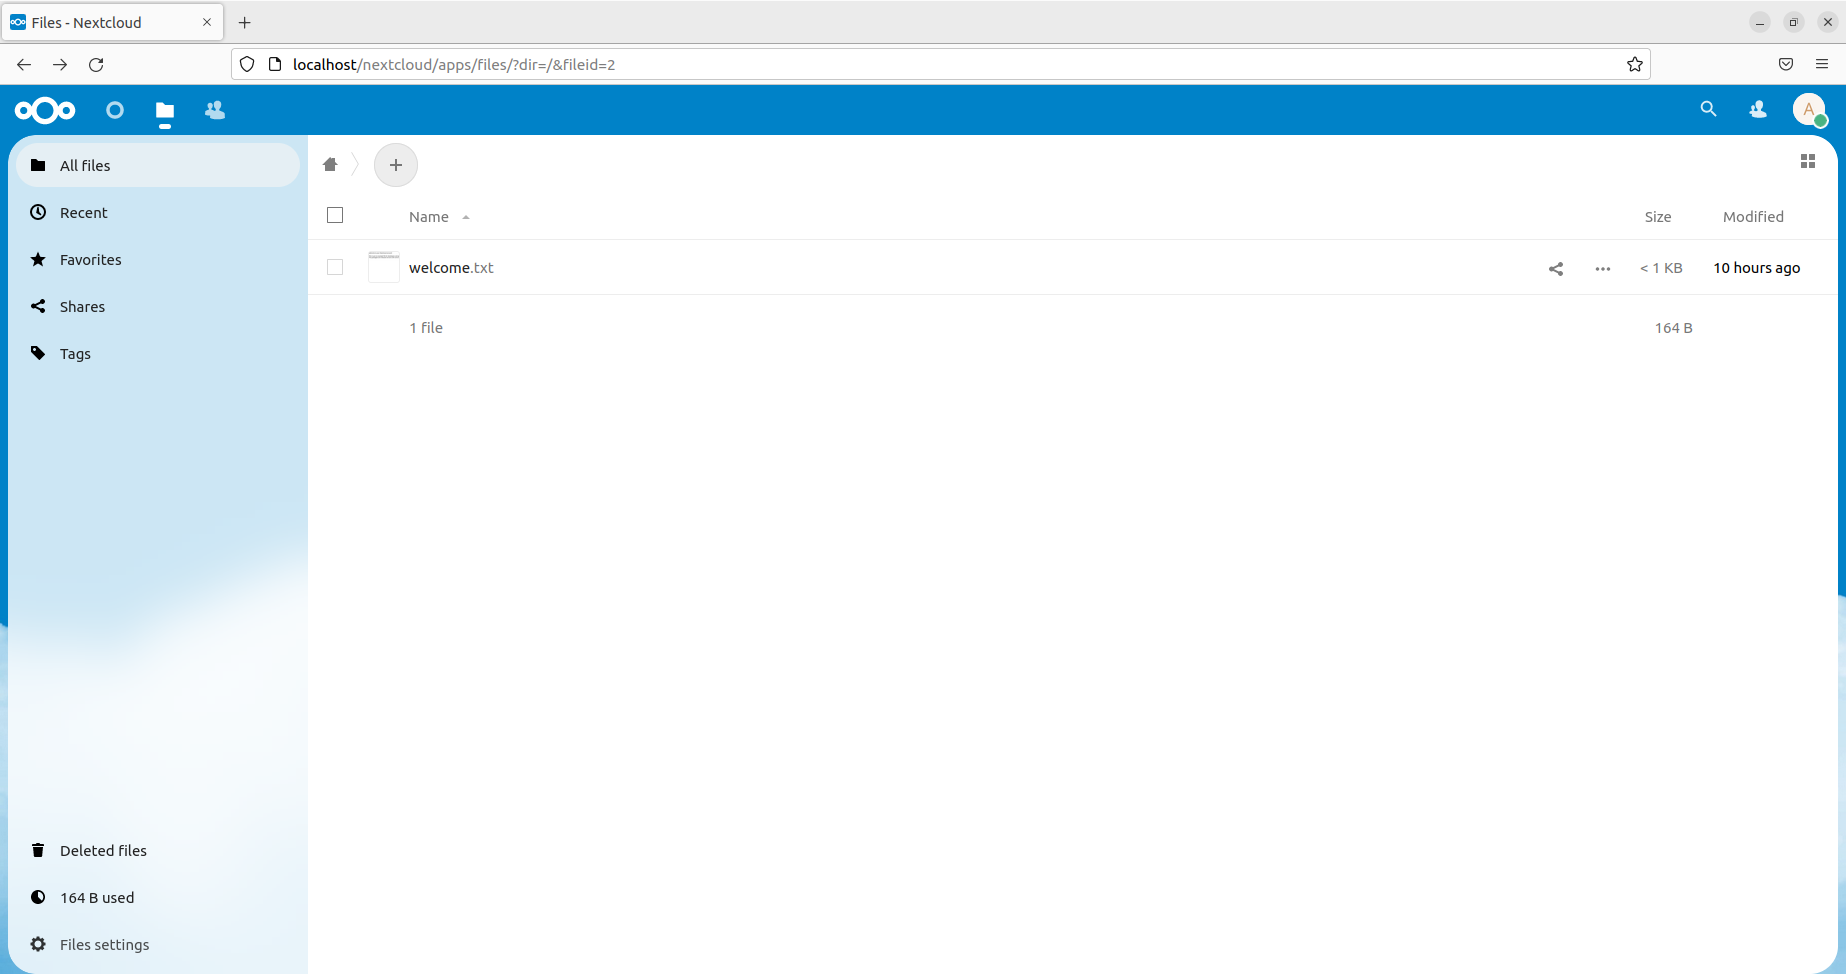 Files - Nextcloud
localhost/nextcloud/apps/files/?dir=/&fileid=2
A
All files
Recent
Favorites
Shares
Tags
Name
Size
Modified
welcome.txt
< 1 KB
10 hours ago
1 file
164 B
Deleted files
164 B used
Files settings